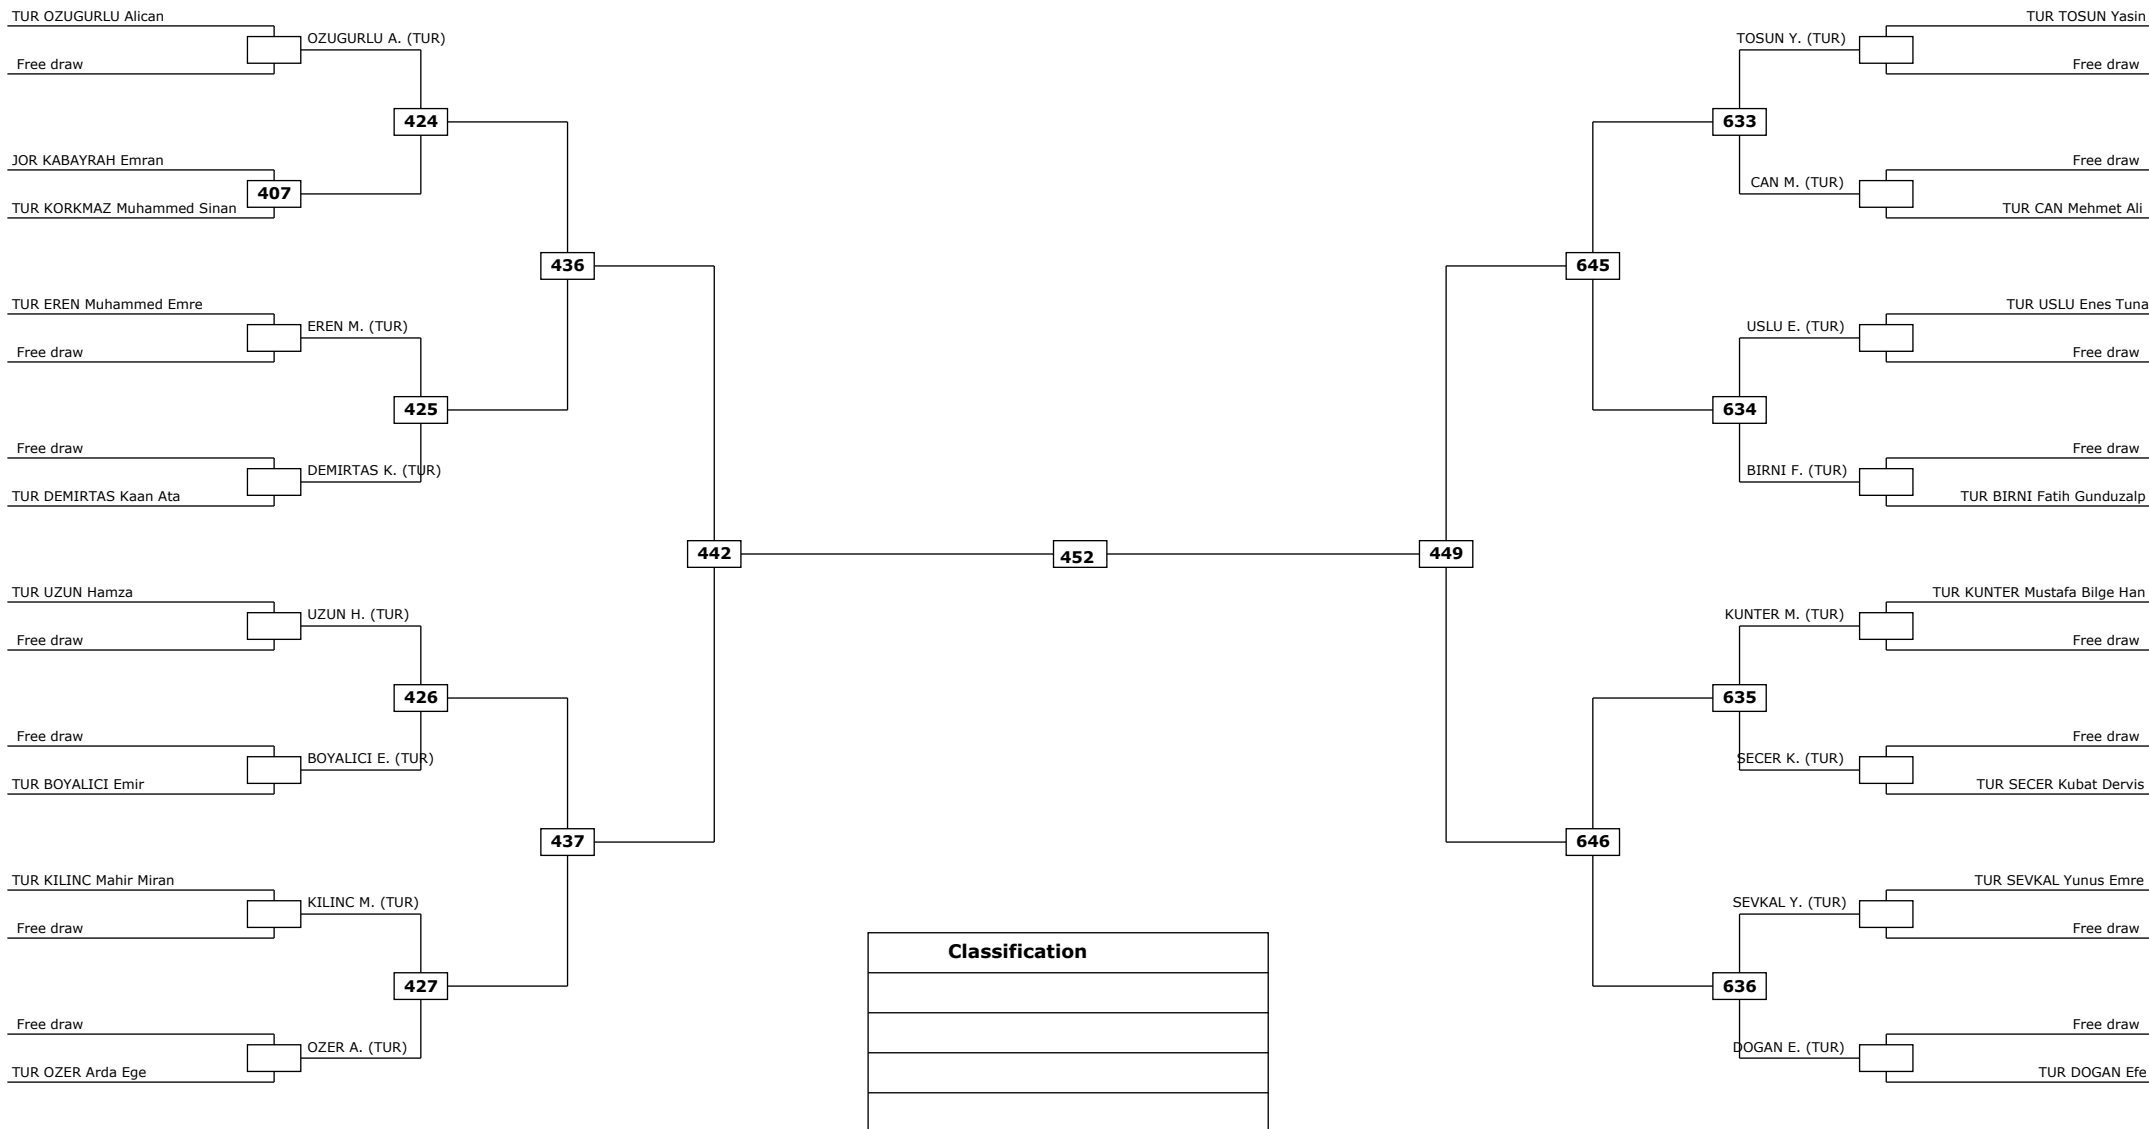 TUR OZUGURLU Alican
OZUGURLU A. (TUR)
Free draw
424
JOR KABAYRAH Emran
407
TUR KORKMAZ Muhammed Sinan
436
TUR EREN Muhammed Emre
EREN M. (TUR)
Free draw
425
Free draw
DEMIRTAS K. (TUR)
TUR DEMIRTAS Kaan Ata
442
TUR UZUN Hamza
UZUN H. (TUR)
Free draw
426
Free draw
BOYALICI E. (TUR)
TUR BOYALICI Emir
437
TUR KILINC Mahir Miran
KILINC M. (TUR)
Free draw
427
Free draw
OZER A. (TUR)
TUR OZER Arda Ege
452
TUR TOSUN Yasin
TOSUN Y. (TUR)
Free draw
633
Free draw
CAN M. (TUR)
TUR CAN Mehmet Ali
645
TUR USLU Enes Tuna
USLU E. (TUR)
Free draw
634
Free draw
BIRNI F. (TUR)
TUR BIRNI Fatih Gunduzalp
449
TUR KUNTER Mustafa Bilge Han
KUNTER M. (TUR)
Free draw
635
Free draw
SECER K. (TUR)
TUR SECER Kubat Dervis
646
TUR SEVKAL Yunus Emre
SEVKAL Y. (TUR)
Free draw
636
Free draw
DOGAN E. (TUR)
TUR DOGAN Efe
Classification